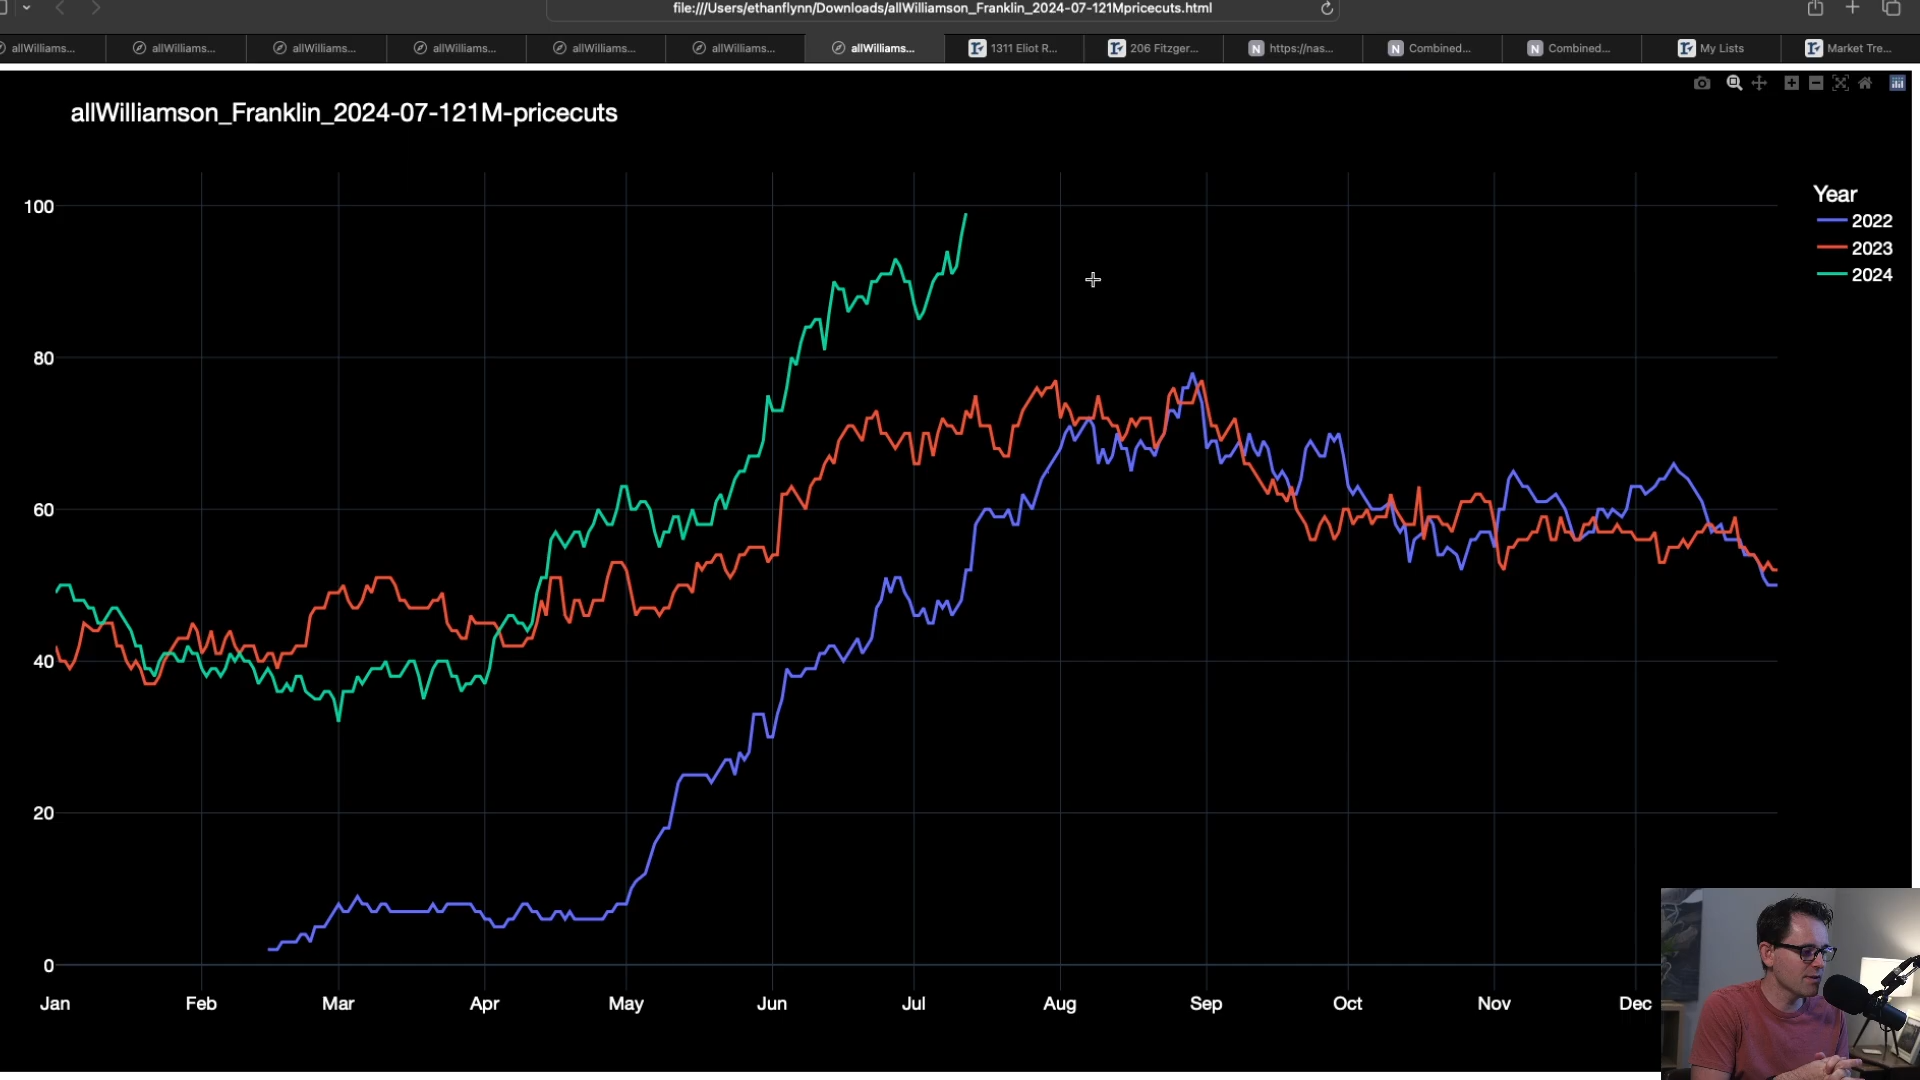 file:///Users/ethanflynn/Downloads/allWilliamson_Franklin_2024-07-121Mpricecuts.html
allWilliams... allWilliams... allWilliams... allWilliams... allWilliams... allWilliams... allWilliams... 1311 Eliot R... 206 Fitzger... N https://nas... N Combined... N Combined... My Lists Market Tre...
allWilliamson_Franklin_2024-07-121M-pricecuts
Year
2022
2023
2024
100
80
60
40
20
0
Jan Feb Mar Apr May Jun Jul Aug Sep Oct Nov Dec